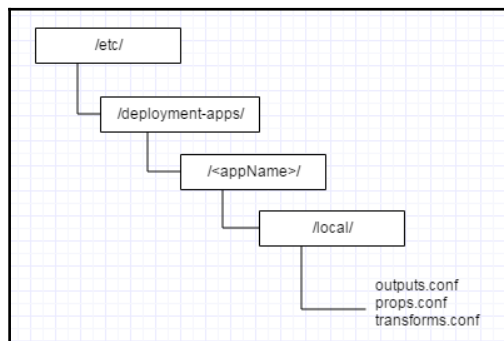 /etc/
/deployment-apps/
/<appName>/
/local/
outputs.conf
props.conf
transforms.conf